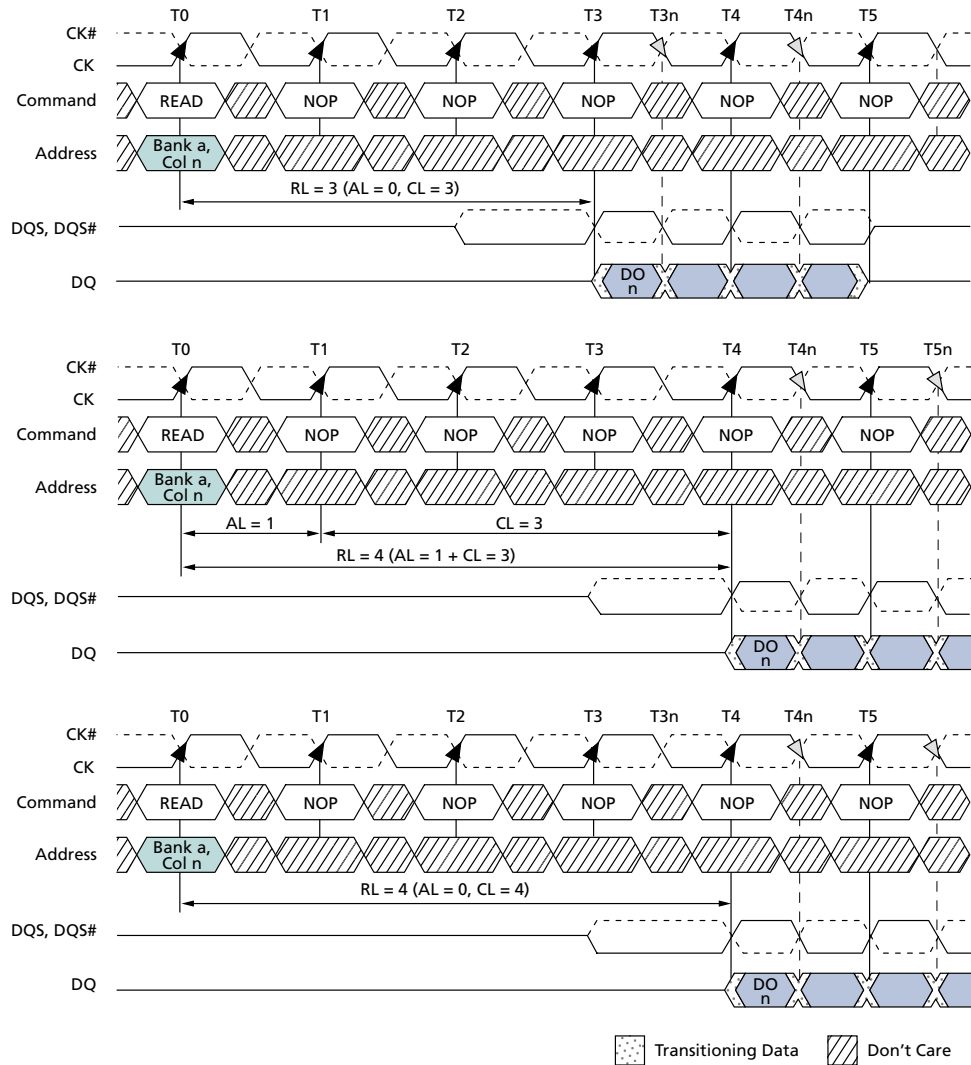 T0 T1 T2 T3 T3n T4 T4n T5
CK#
CK
Command READ NOP NOP NOP NOP NOP
Address Bank a,
Col n
RL = 3 (AL = 0, CL = 3)
DQS, DQS#
DQ DO
n
T0 T1 T2 T3 T4 T4n T5 T5n
CK#
CK
Command READ NOP NOP NOP NOP NOP
Address Bank a,
Col n
AL = 1 CL = 3
RL = 4 (AL = 1 + CL = 3)
DQS, DQS#
DQ DO
n
T0 T1 T2 T3 T3n T4 T4n T5
CK#
CK
Command READ NOP NOP NOP NOP NOP
Address Bank a,
Col n
RL = 4 (AL = 0, CL = 4)
DQS, DQS#
DQ DO
n
Transitioning Data Don't Care